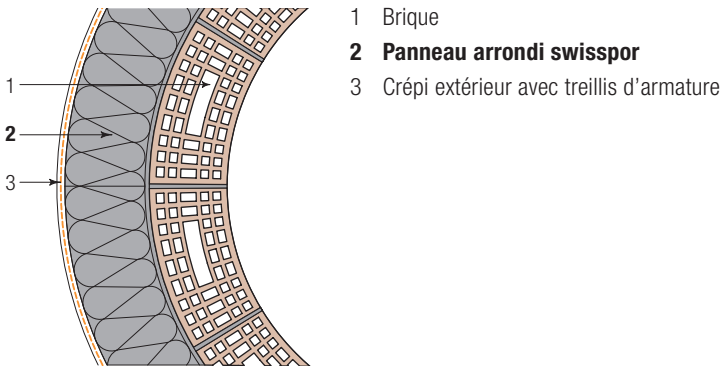 1 Brique
2 Panneau arrondi swisspor
3 Crépi extérieur avec treillis d'armature
1
2
3